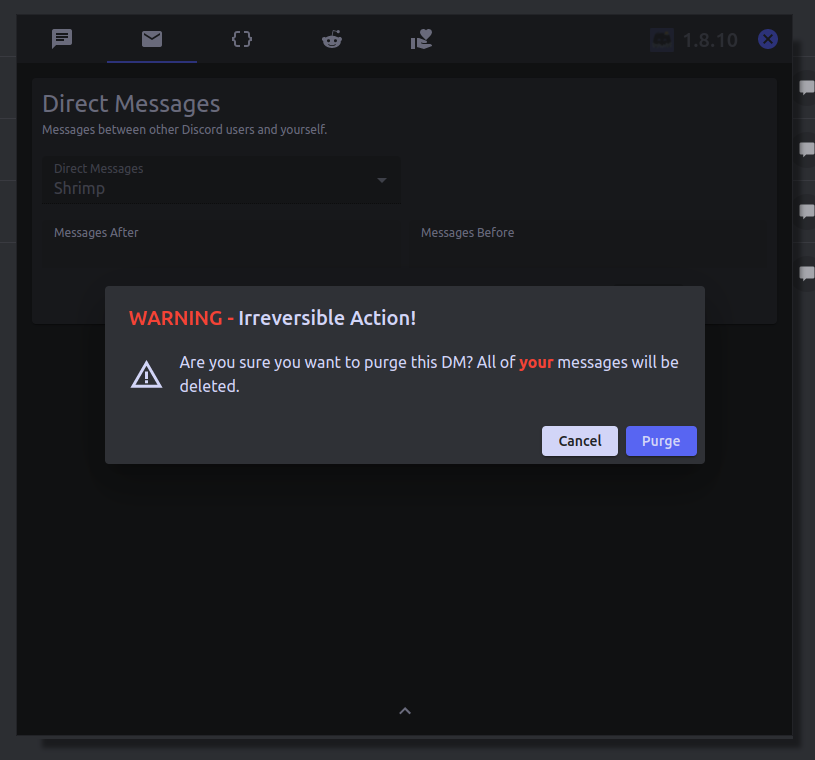 1.8.10
Direct Messages
Messages between other Discord users and yourself.
Direct Messages
Shrimp
Messages After
Messages Before
WARNING - Irreversible Action!
Are you sure you want to purge this DM? All of your messages will be
deleted.
Cancel
Purge